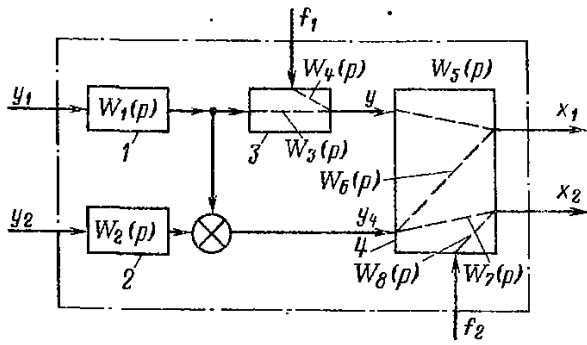 f₁
y₁ W₁(p) W₄(p) y W₅(p) x₁
1 3 W₃(p)
W₆(p)
y₂ W₂(p) y₄ x₂
2 4 W₈(p) W₇(p)
f₂